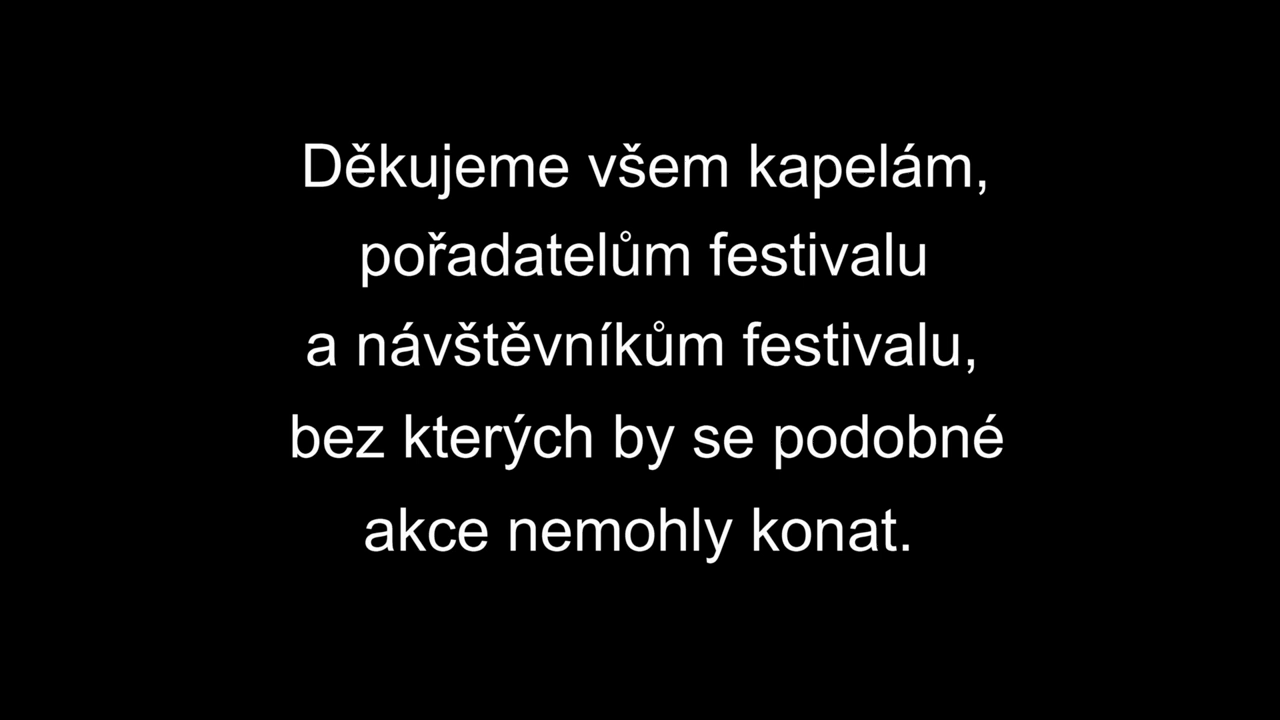 Děkujeme všem kapelám,
pořadatelům festivalu
a návštěvníkům festivalu,
bez kterých by se podobné
akce nemohly konat.